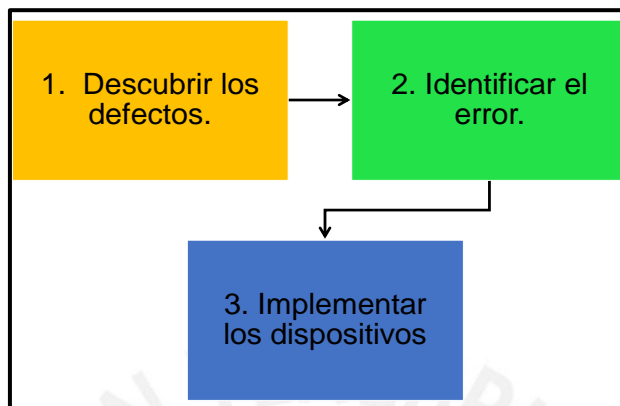 1. Descubrir los
defectos.
2. Identificar el
error.
3. Implementar
los dispositivos